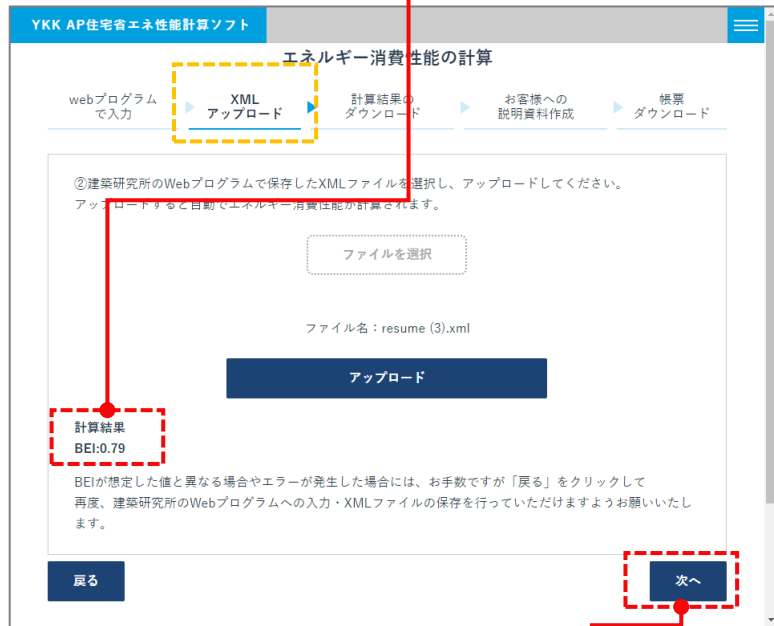 YKK AP住宅省エネ性能計算ソフト
エネルギー消費性能の計算
webプログラム
で入力
XML
アップロード
計算結果の
ダウンロード
お客様への
説明資料作成
帳票
ダウンロード
②建築研究所のWebプログラムで保存したXMLファイルを選択し、アップロードしてください。
アップロードすると自動でエネルギー消費性能が計算されます。
ファイルを選択
ファイル名：resume (3).xml
アップロード
計算結果
BEI:0.79
BEIが想定した値と異なる場合やエラーが発生した場合には、お手数ですが「戻る」をクリックして
再度、建築研究所のWebプログラムへの入力・XMLファイルの保存を行っていただけますようお願いいたし
ます。
戻る
次へ